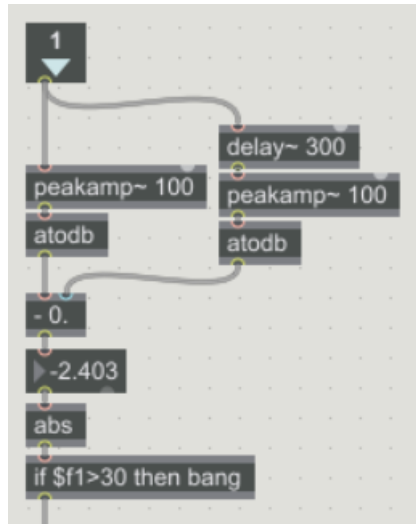 1
delay~ 300
peakamp~ 100
peakamp~ 100
atodb
atodb
- 0.
-2.403
abs
if $f1>30 then bang